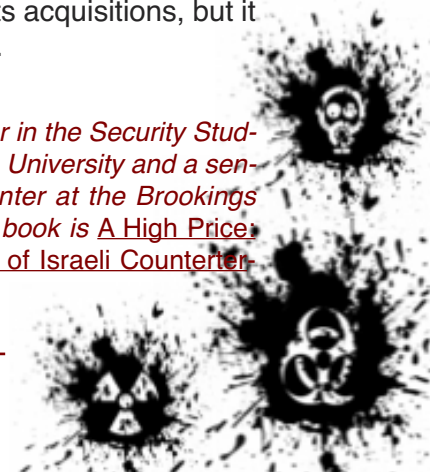 ts acquisitions, but it
r in the Security Stud-
University and a sen-
nter at the Brookings
book is A High Price:
of Israeli Counterter-